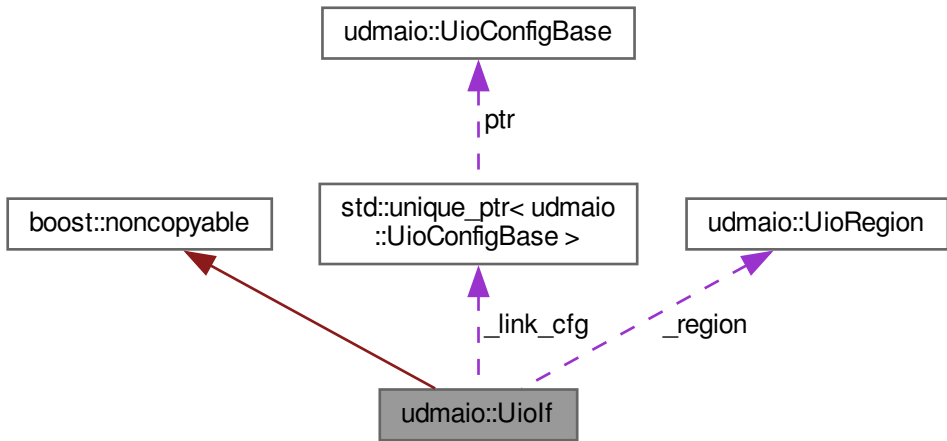 udmaio::UioConfigBase
ptr
boost::noncopyable
std::unique_ptr< udmaio
::UioConfigBase >
udmaio::UioRegion
_link_cfg
_region
udmaio::UioIf